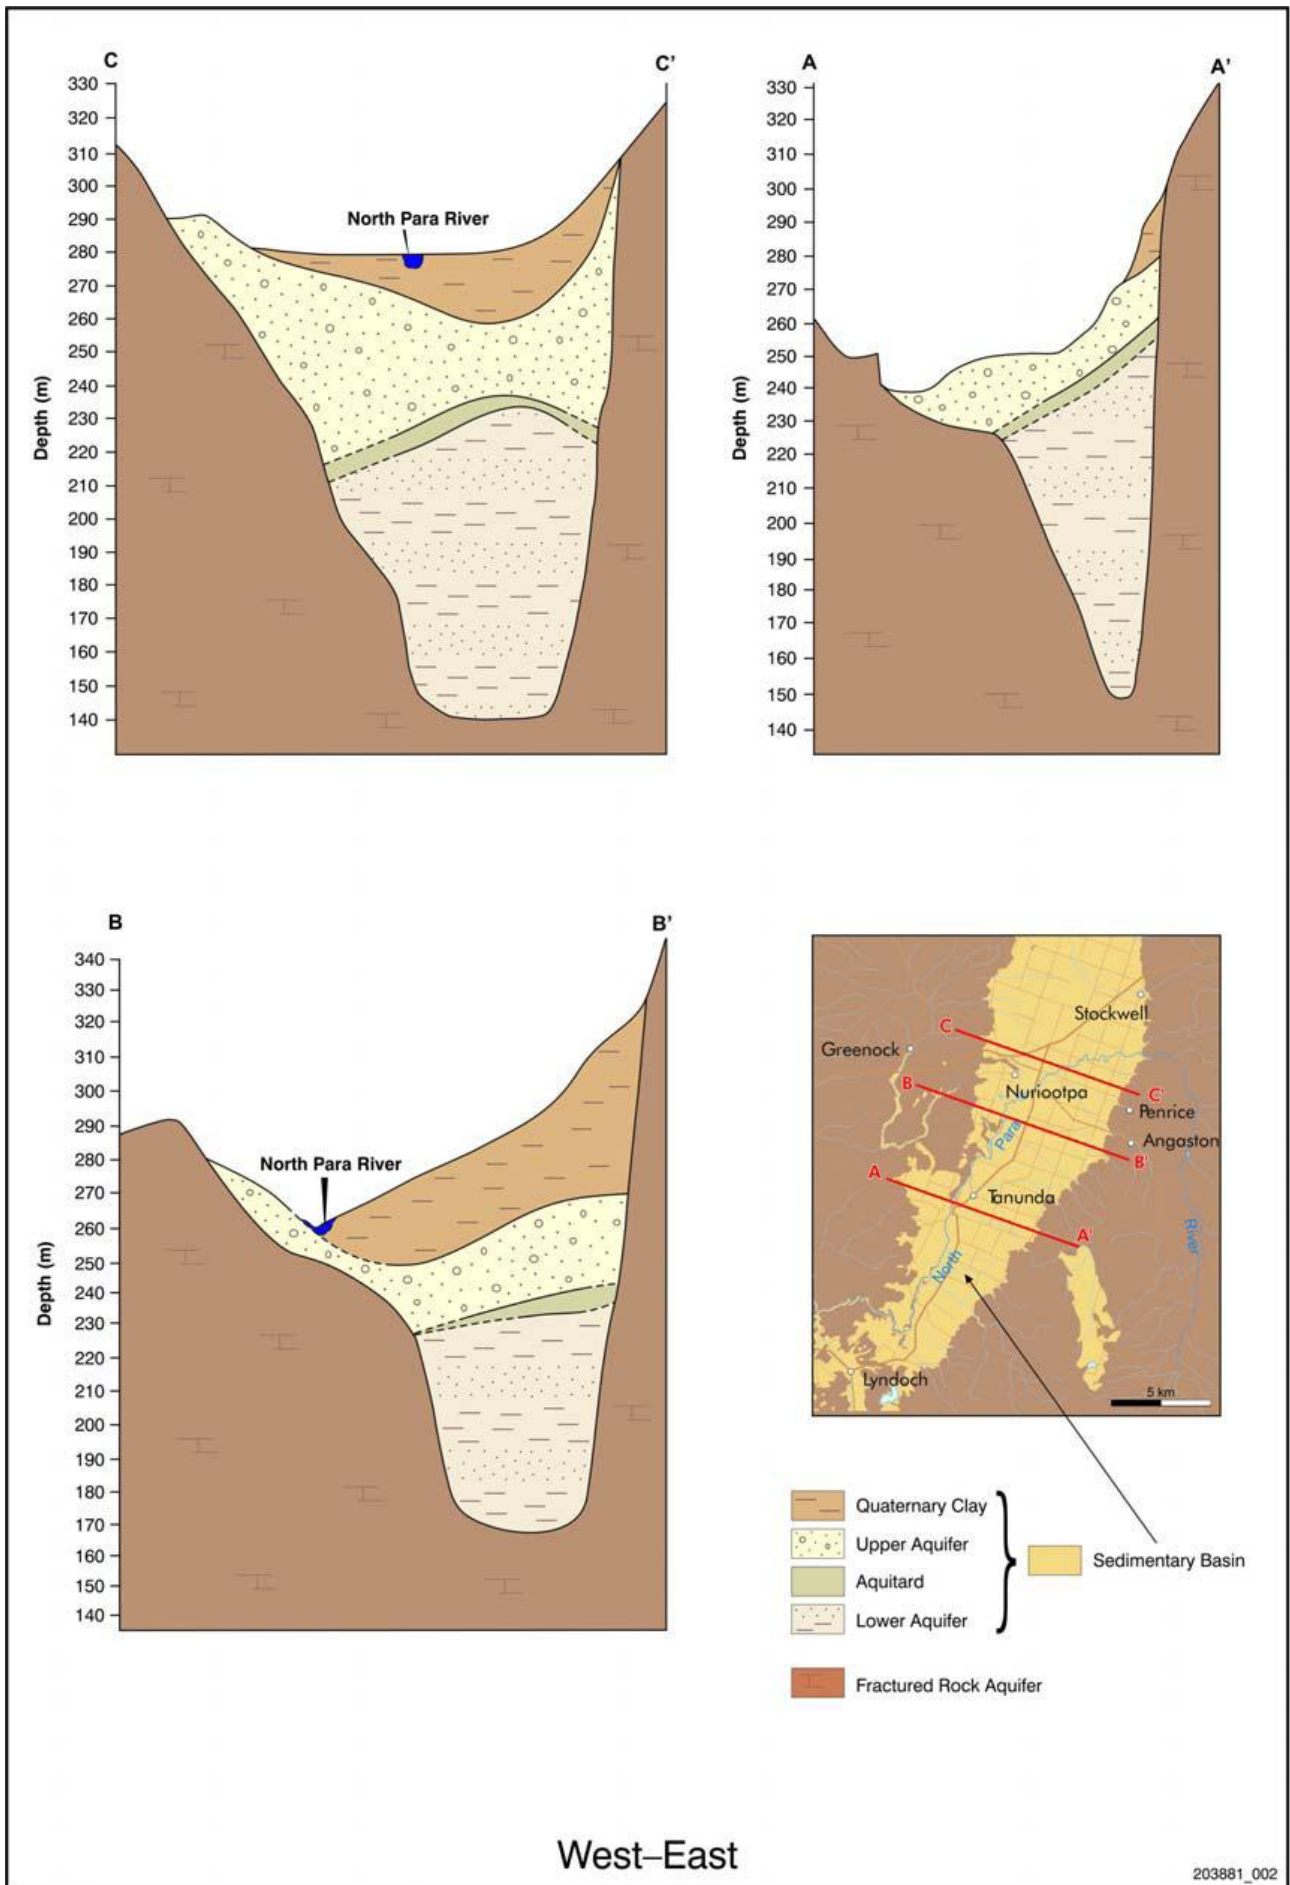 C
C'
330
320
310
300
290
280
270
260
250
240
230
220
210
200
190
180
170
160
150
140
Depth (m)
North Para River
A
A'
330
320
310
300
290
280
270
260
250
240
230
220
210
200
190
180
170
160
150
140
Depth (m)
B
B'
340
330
320
310
300
290
280
270
260
250
240
230
220
210
200
190
180
170
160
150
140
Depth (m)
North Para River
Stockwell
C
Greenock
B
Nuriootpa
C'
Penrice
Para
Angaston
B'
A
Tanunda
A'
River
North
Lyndoch
5 km
Quaternary Clay
Upper Aquifer
Aquitard
Lower Aquifer
Sedimentary Basin
Fractured Rock Aquifer
West–East
203881_002